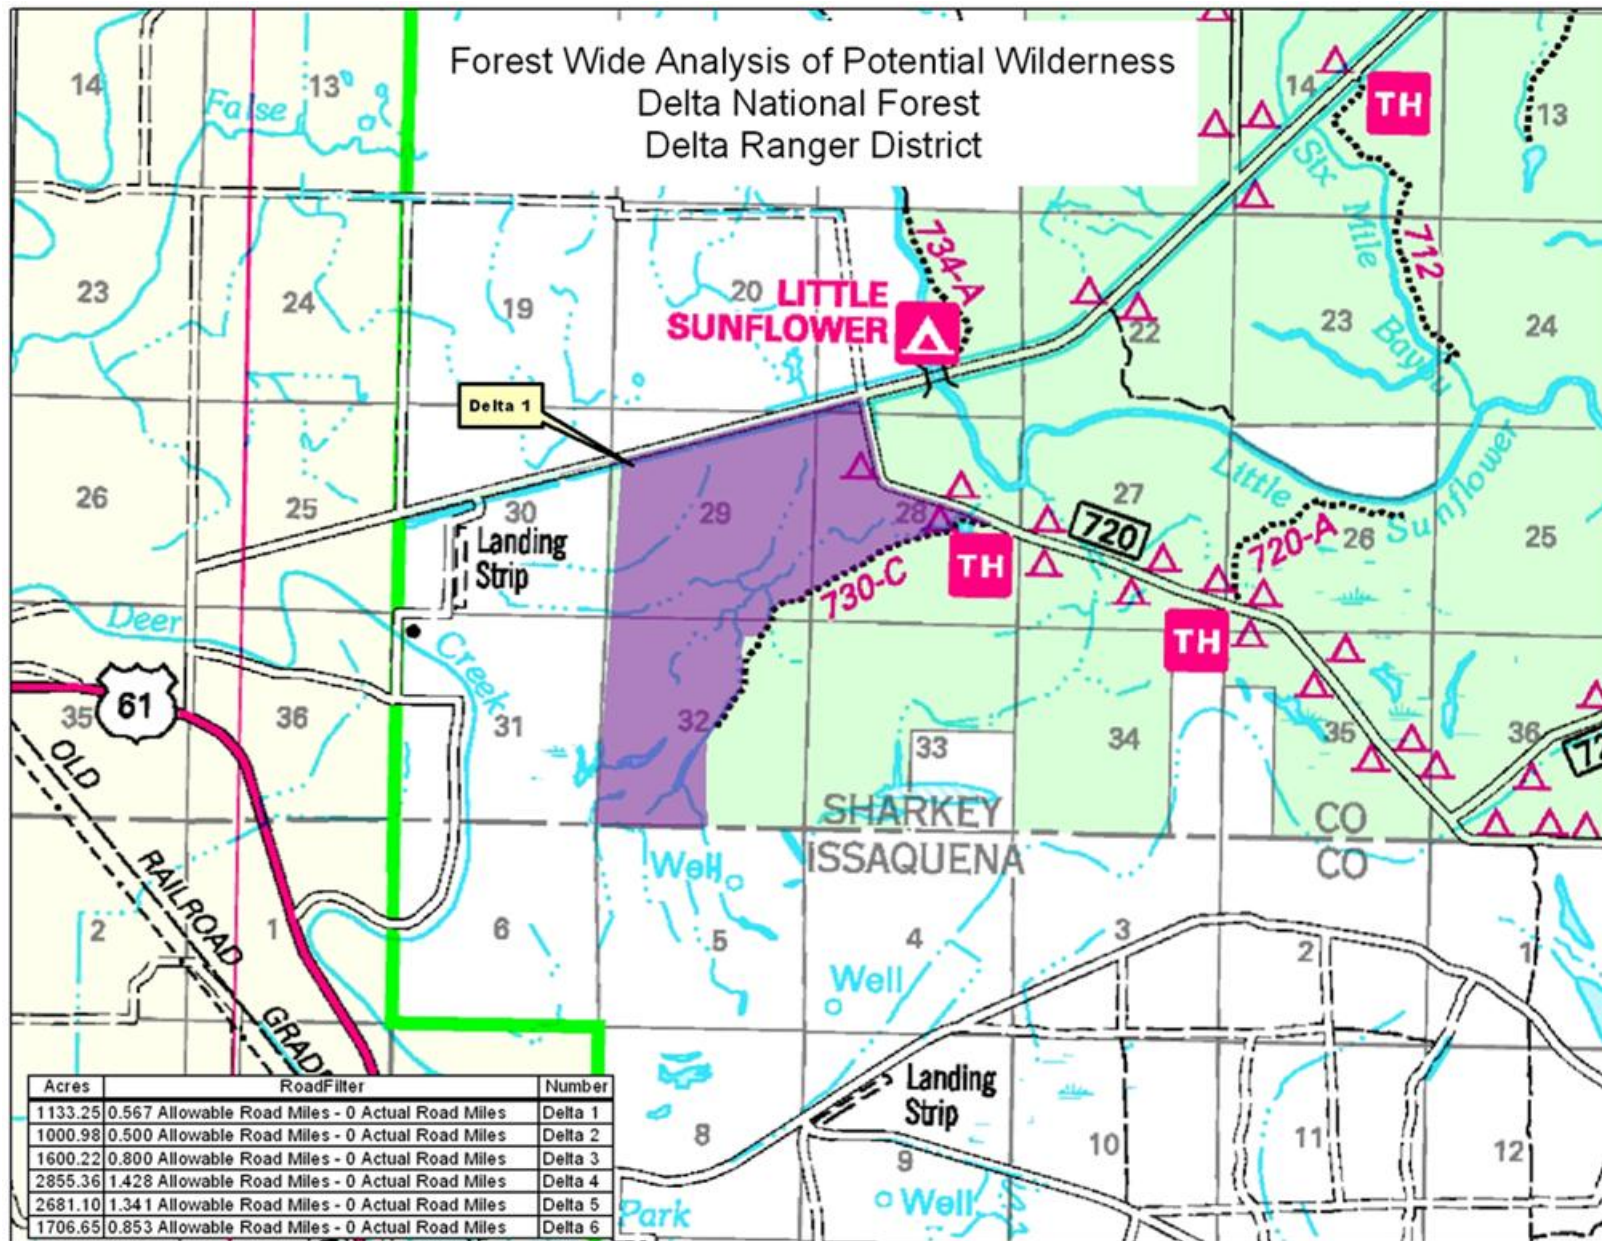 Forest Wide Analysis of Potential Wilderness
Delta National Forest
Delta Ranger District
14
13
False
14
TH
13
Six
Mile
Bayou
734-A
712
23
24
19
20
LITTLE
SUNFLOWER
22
23
24
Delta 1
26
25
30
29
28
27
Little
Sunflower
26
25
Landing
Strip
720
720-A
TH
730-C
Deer
Creek
TH
61
35
36
31
32
33
34
35
36
OLD
RAILROAD
SHARKEY
CO
ISSAQUENA
CO
Well
2
1
6
5
4
3
2
1
Well
Landing
Strip
8
9
10
11
12
Well
Park
Acres RoadFilter Number
1133.25 0.567 Allowable Road Miles - 0 Actual Road Miles Delta 1
1000.98 0.500 Allowable Road Miles - 0 Actual Road Miles Delta 2
1600.22 0.800 Allowable Road Miles - 0 Actual Road Miles Delta 3
2855.36 1.428 Allowable Road Miles - 0 Actual Road Miles Delta 4
2681.10 1.341 Allowable Road Miles - 0 Actual Road Miles Delta 5
1706.65 0.853 Allowable Road Miles - 0 Actual Road Miles Delta 6